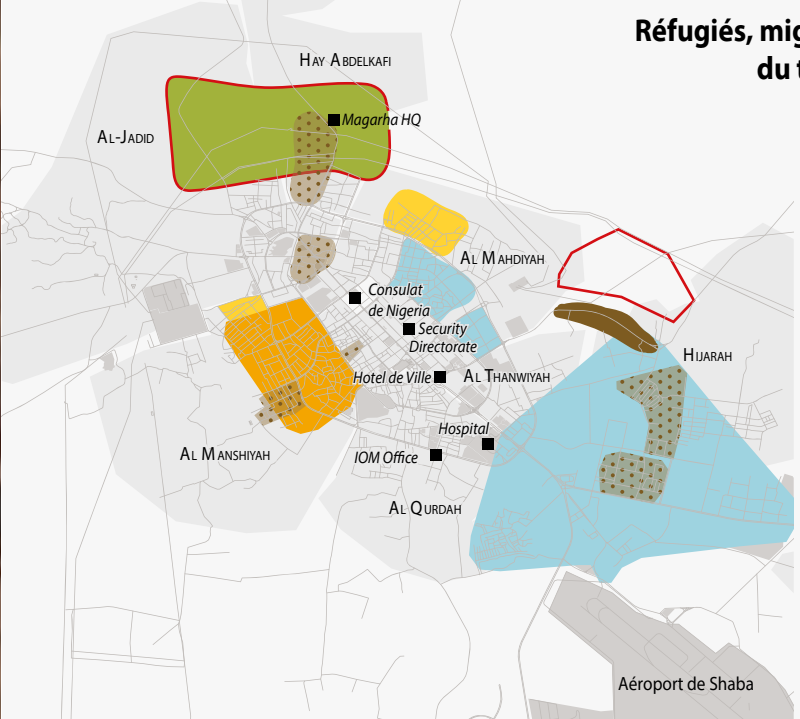 Réfugiés, mig
du t
Hay Abdelkafi
Magarha HQ
Al-Jadid
Al Mahdiyah
Consulat
de Nigeria
Security
Directorate
Hijarah
Hotel de Ville
Al Thanwiyah
Hospital
Al Manshiyah
IOM Office
Al Qurdah
Aéroport de Shaba